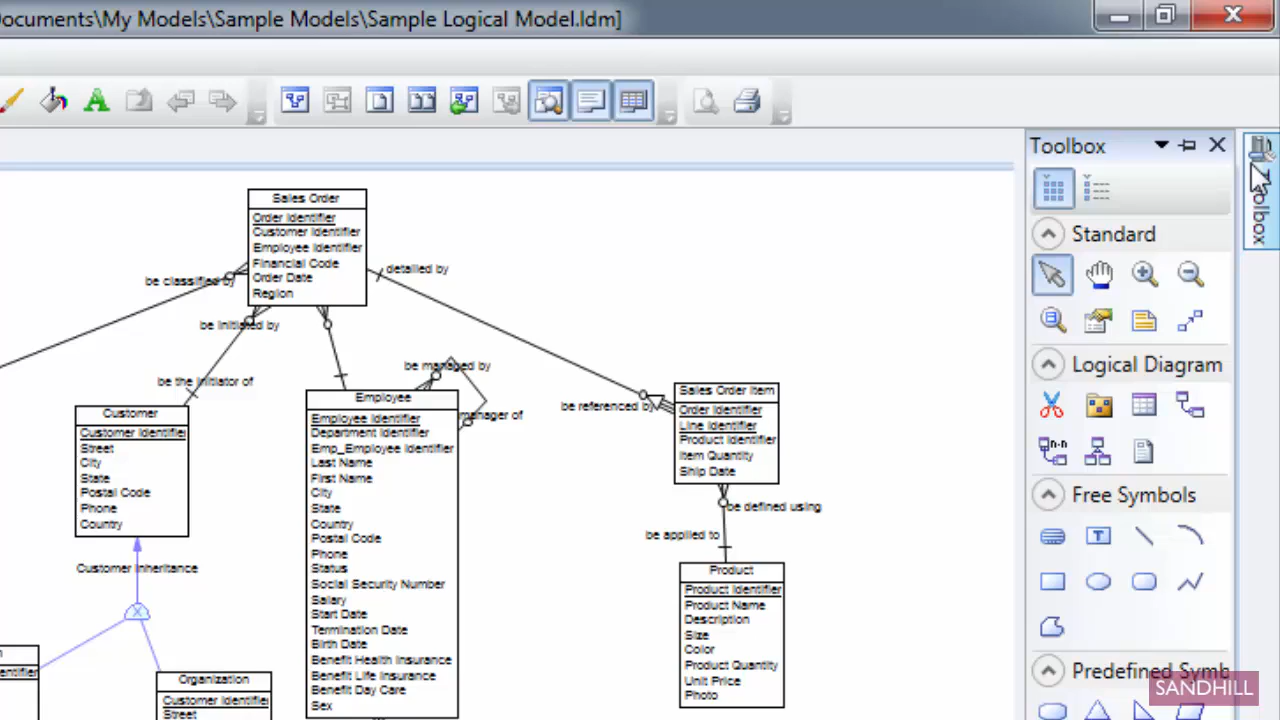 Documents\My Models\Sample Models\Sample Logical Model.ldm]
Toolbox
Toolbox
Standard
Logical Diagram
Free Symbols
Predefined Symb
Sales Order
Order Identifier
Customer Identifier
Employee Identifier
Financial Code
Order Date
Region
be classified by
detailed by
be initiated by
be the initiator of
be managed by
manager of
be referenced by
Customer
Customer Identifier
Street
City
State
Postal Code
Phone
Country
Customer Inheritance
Employee
Employee Identifier
Department Identifier
Emp_Employee Identifier
Last Name
First Name
City
State
Country
Postal Code
Phone
Status
Social Security Number
Salary
Start Date
Termination Date
Birth Date
Benefit Health Insurance
Benefit Life Insurance
Benefit Day Care
Sex
Sales Order Item
Order Identifier
Line Identifier
Product Identifier
Item Quantity
Ship Date
be defined using
be applied to
Product
Product Identifier
Product Name
Description
Size
Color
Product Quantity
Unit Price
Photo
Organization
Customer Identifier
Street
SANDHILL